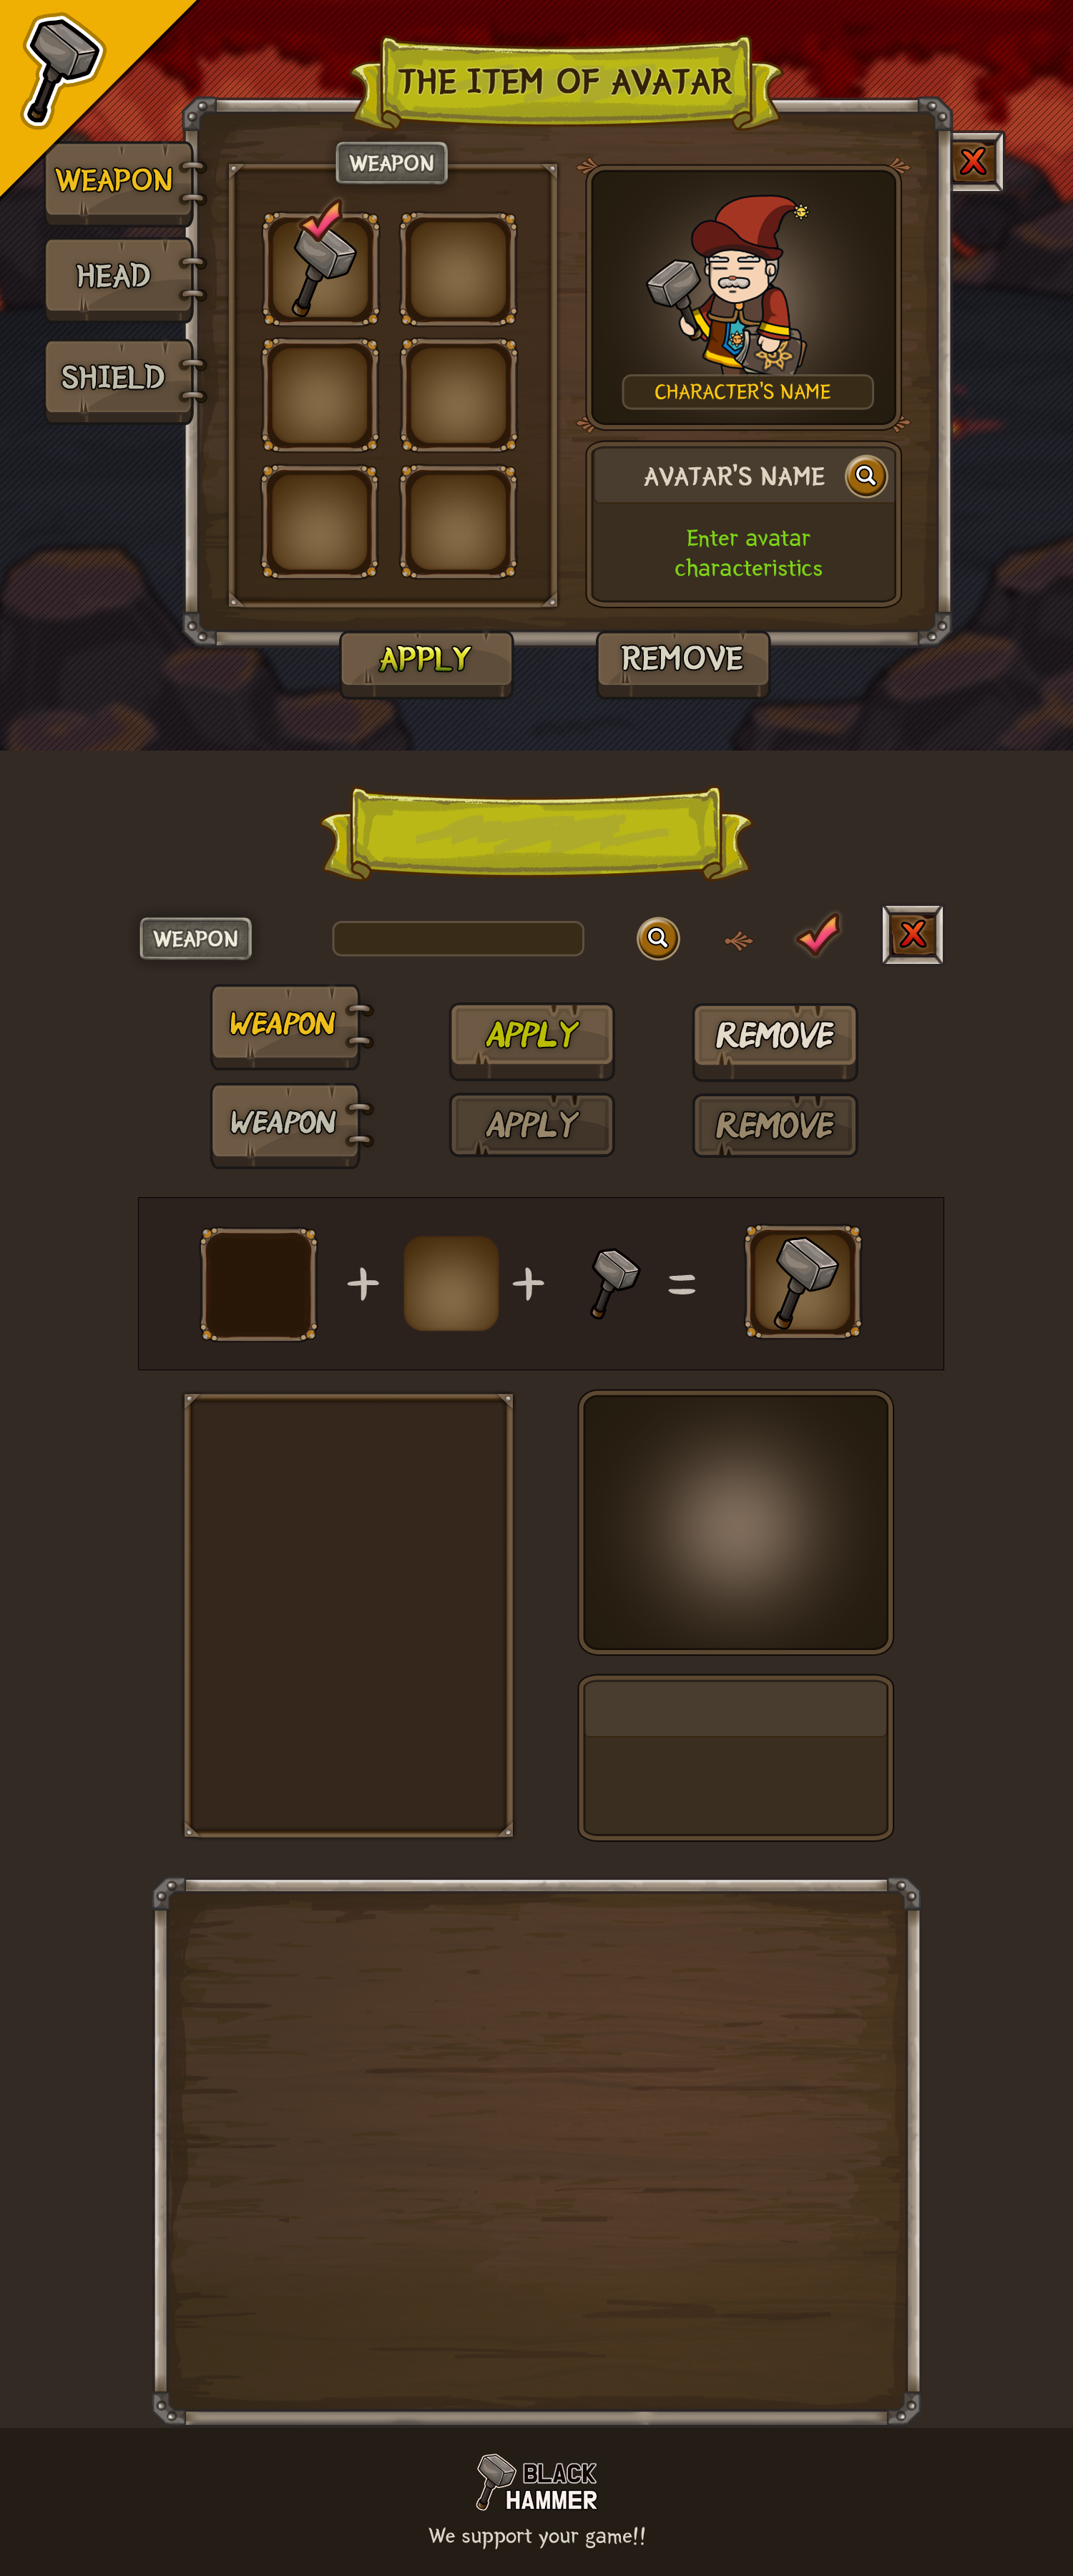 THE ITEM OF AVATAR
WEAPON
WEAPON
HEAD
SHIELD
CHARACTER'S NAME
AVATAR'S NAME
Enter avatar
characteristics
APPLY
REMOVE
WEAPON
WEAPON
APPLY
REMOVE
WEAPON
APPLY
REMOVE
+ + =
BLACK
HAMMER
We support your game!!